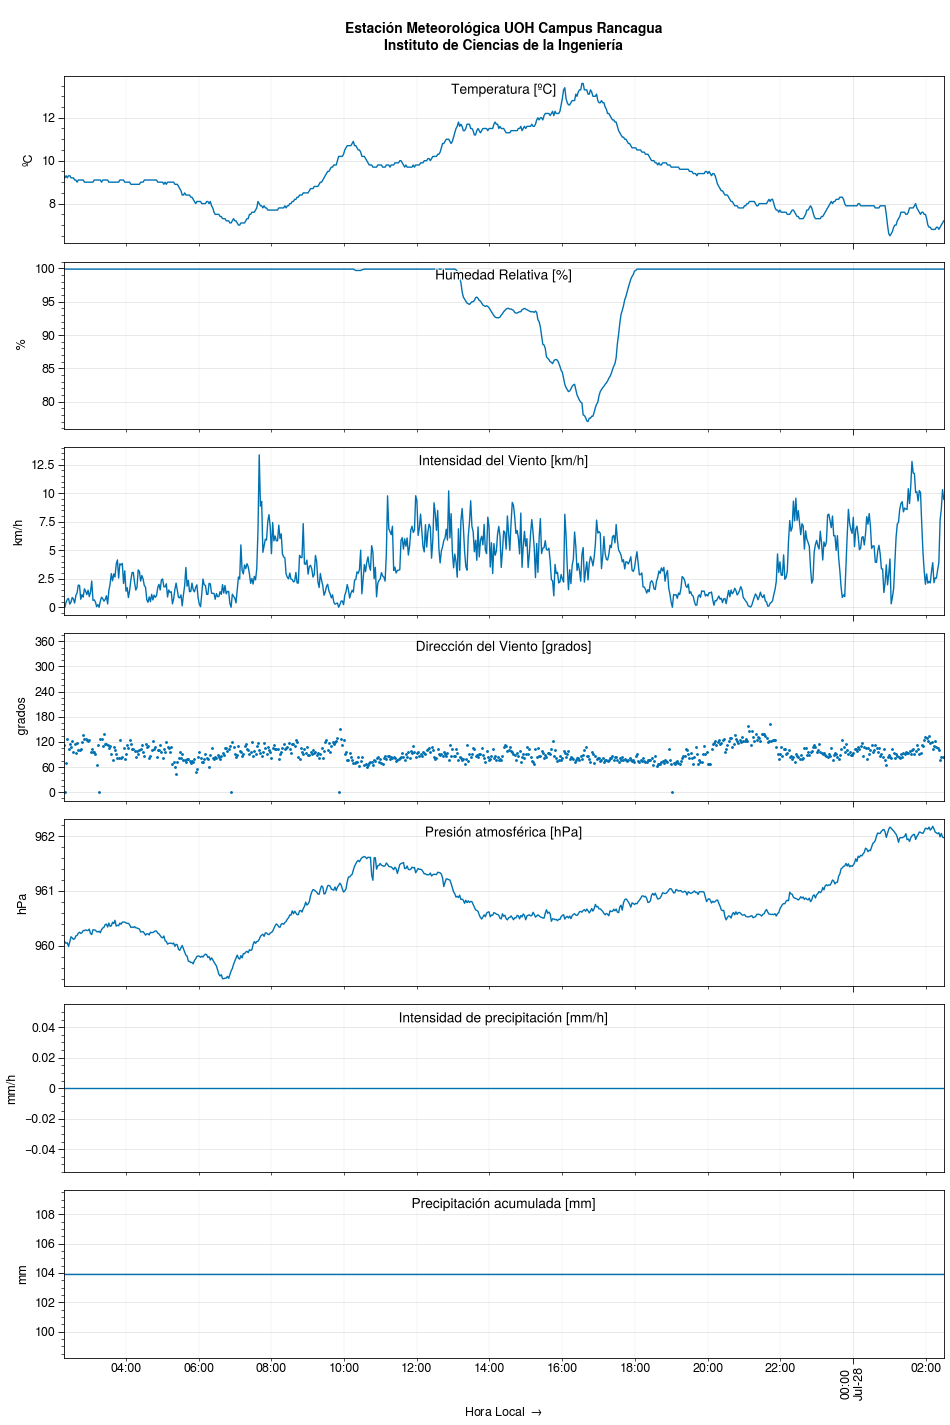 Estación Meteorológica UOH Campus Rancagua
Instituto de Ciencias de la Ingeniería
Temperatura [ºC]
12
10
8
ºC
Humedad Relativa [%]
100
95
90
85
80
%
Intensidad del Viento [km/h]
12.5
10
7.5
5
2.5
0
km/h
Dirección del Viento [grados]
360
300
240
180
120
60
0
grados
Presión atmosférica [hPa]
962
961
960
hPa
Intensidad de precipitación [mm/h]
0.04
0.02
0
−0.02
−0.04
mm/h
Precipitación acumulada [mm]
108
106
104
102
100
mm
04:00 06:00 08:00 10:00 12:00 14:00 16:00 18:00 20:00 22:00 00:00 02:00
Jul-28
Hora Local →